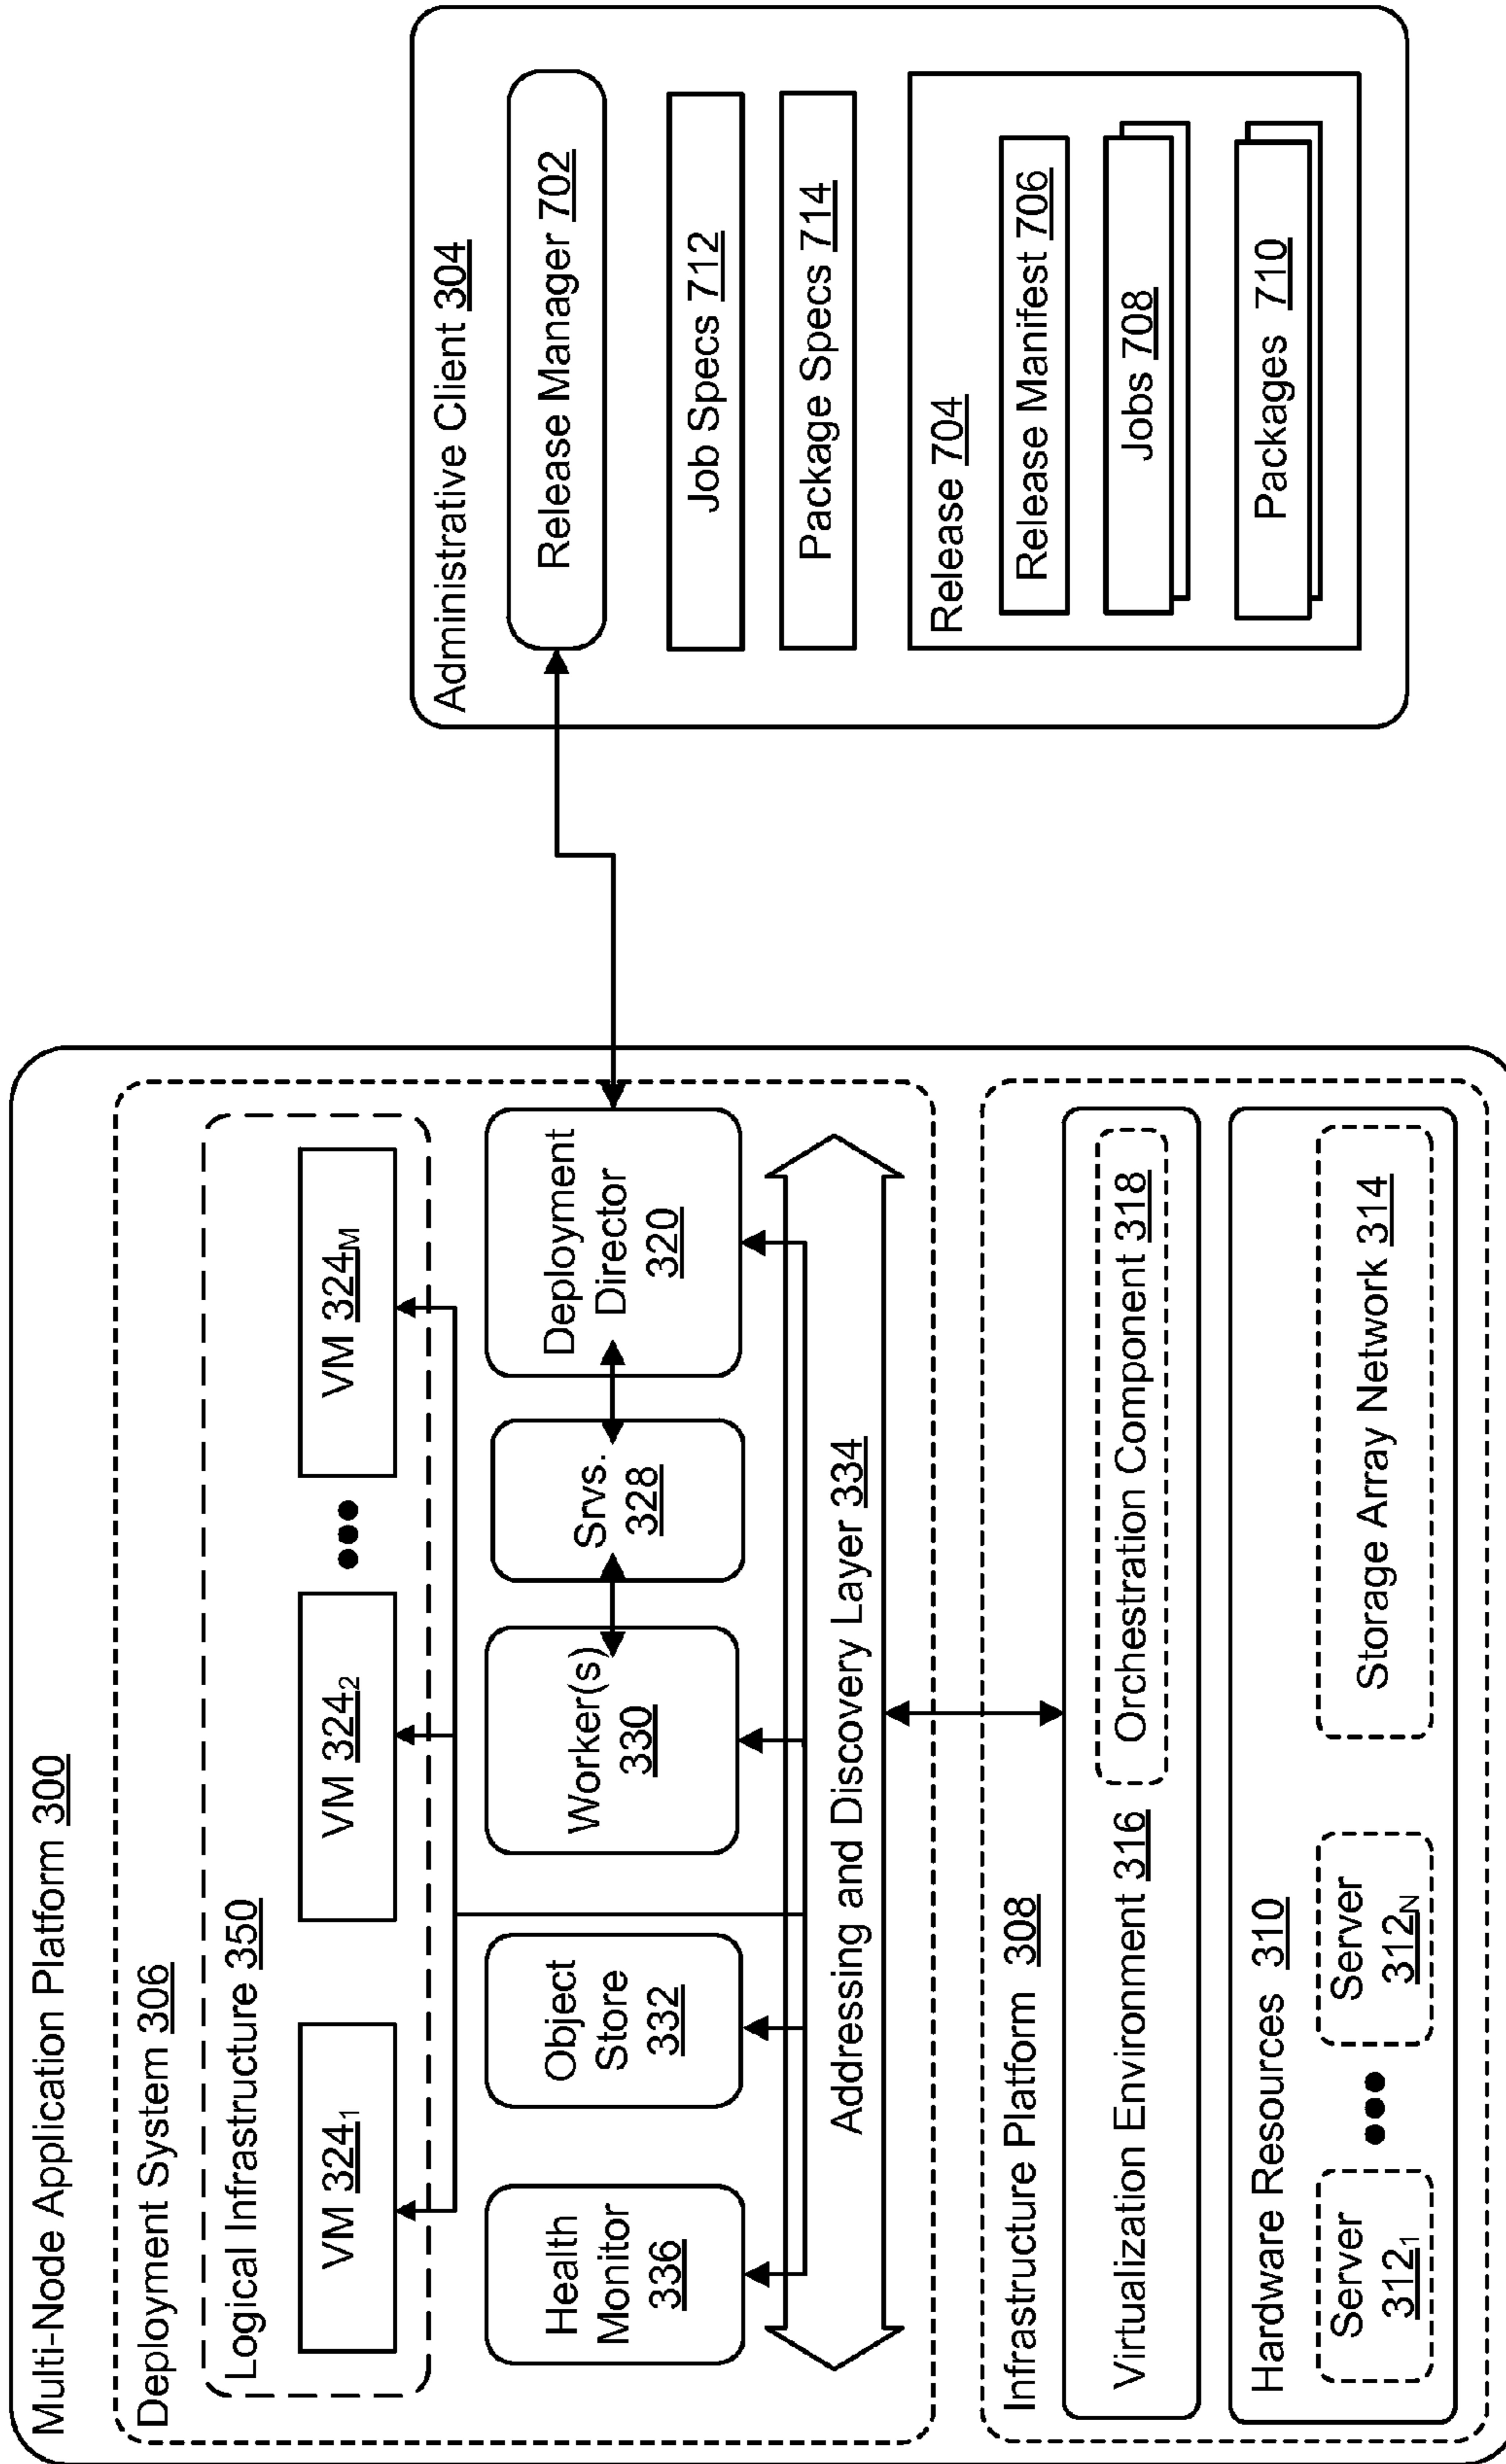 Multi-Node Application Platform 300
Deployment System 306
Logical Infrastructure 350
VM 324₁
VM 324₂
VM 324M
Health
Monitor
336
Object
Store
332
Worker(s)
330
Srvs.
328
Deployment
Director
320
Addressing and Discovery Layer 334
Infrastructure Platform 308
Virtualization Environment 316
Orchestration Component 318
Hardware Resources 310
Server
312₁
Server
312N
Storage Array Network 314
Administrative Client 304
Release Manager 702
Job Specs 712
Package Specs 714
Release 704
Release Manifest 706
Jobs 708
Packages 710